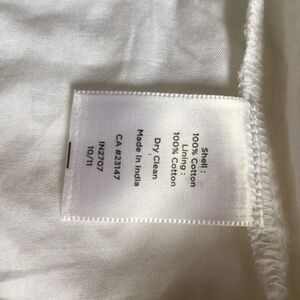 Shell :
100% Cotton
Lining :
100% Cotton
Dry Clean
Made In India
CA #23147
IN2707
10/11